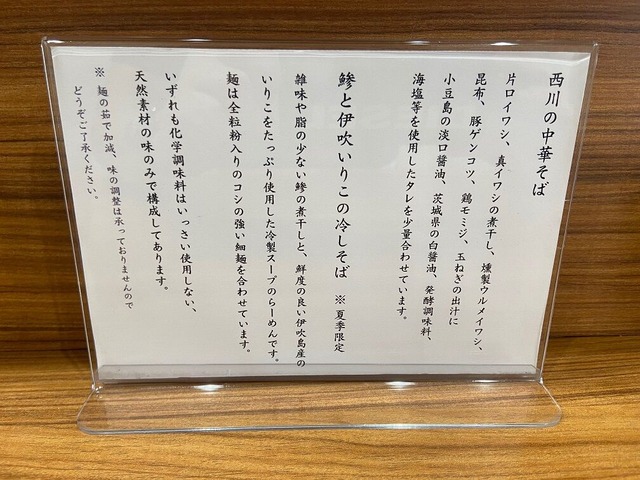 西川の中華そば
片口イワシ、真イワシの煮干し、燻製ウルメイワシ、
昆布、豚ゲンコツ、鶏モミジ、玉ねぎの出汁に
小豆島の淡口醤油、茨城県の白醤油、発酵調味料、
海塩等を使用したタレを少量合わせています。
鯵と伊吹いりこの冷しそば ※夏季限定
雑味や脂の少ない鯵の煮干しと、鮮度の良い伊吹島産の
いりこをたっぷり使用した冷製スープのらーめんです。
麺は全粒粉入りのコシの強い細麺を合わせています。
いずれも化学調味料はいっさい使用しない、
天然素材の味のみで構成してあります。
※ 麺の茹で加減、味の調整は承っておりませんので
どうぞご了承ください。